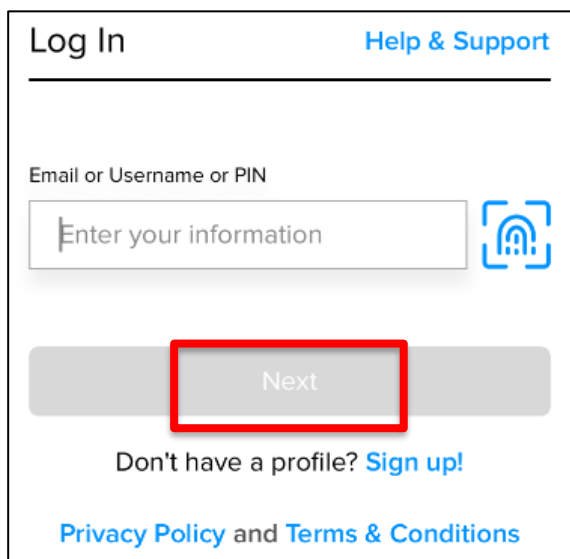 Log In
Help & Support
Email or Username or PIN
Enter your information
Next
Don't have a profile? Sign up!
Privacy Policy and Terms & Conditions